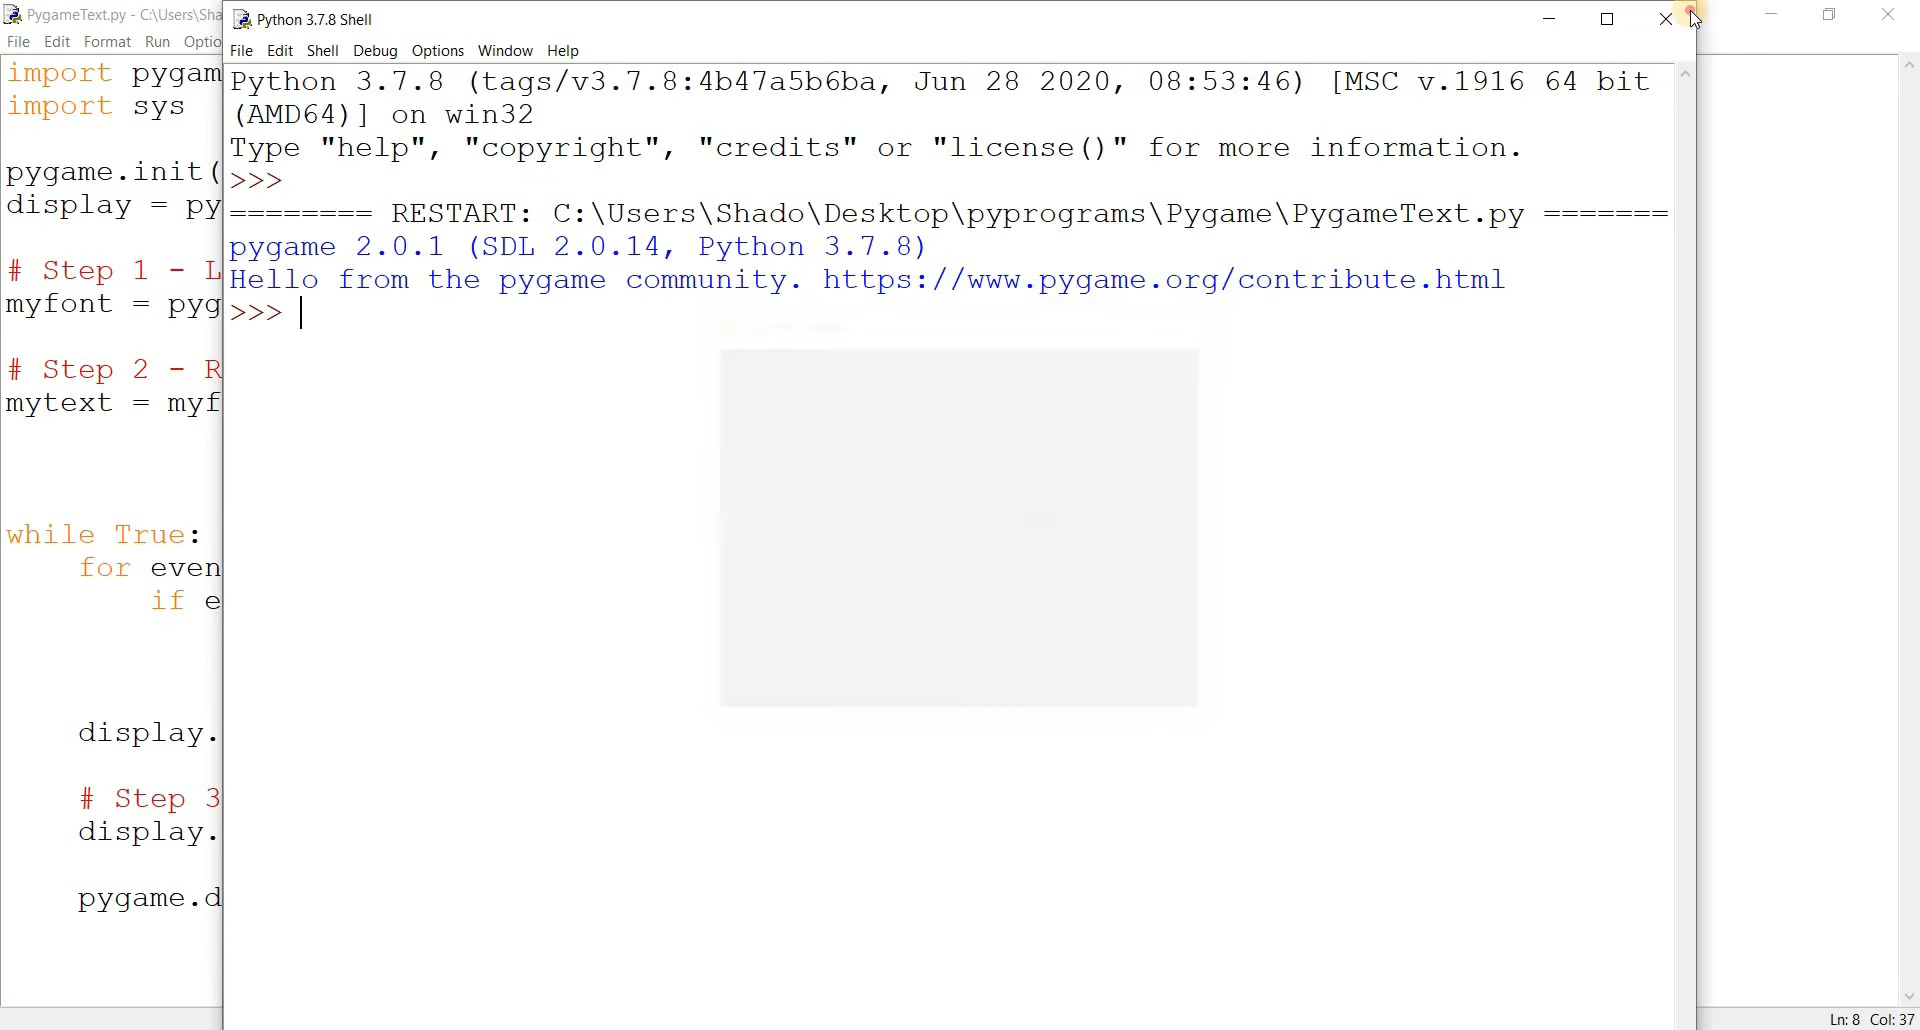 PygameText.py - C:\Users\Sha
File Edit Format Run Optio
import pygam
import sys
pygame.init(
display = py
# Step 1 - L
myfont = pyg
# Step 2 - R
mytext = myf
while True:
for even
if e
display.
# Step 3
display.
pygame.d
Python 3.7.8 Shell
File Edit Shell Debug Options Window Help
Python 3.7.8 (tags/v3.7.8:4b47a5b6ba, Jun 28 2020, 08:53:46) [MSC v.1916 64 bit
(AMD64)] on win32
Type "help", "copyright", "credits" or "license()" for more information.
>>>
======== RESTART: C:\Users\Shado\Desktop\pyprograms\Pygame\PygameText.py =======
pygame 2.0.1 (SDL 2.0.14, Python 3.7.8)
Hello from the pygame community. https://www.pygame.org/contribute.html
>>>
Ln: 8 Col: 37